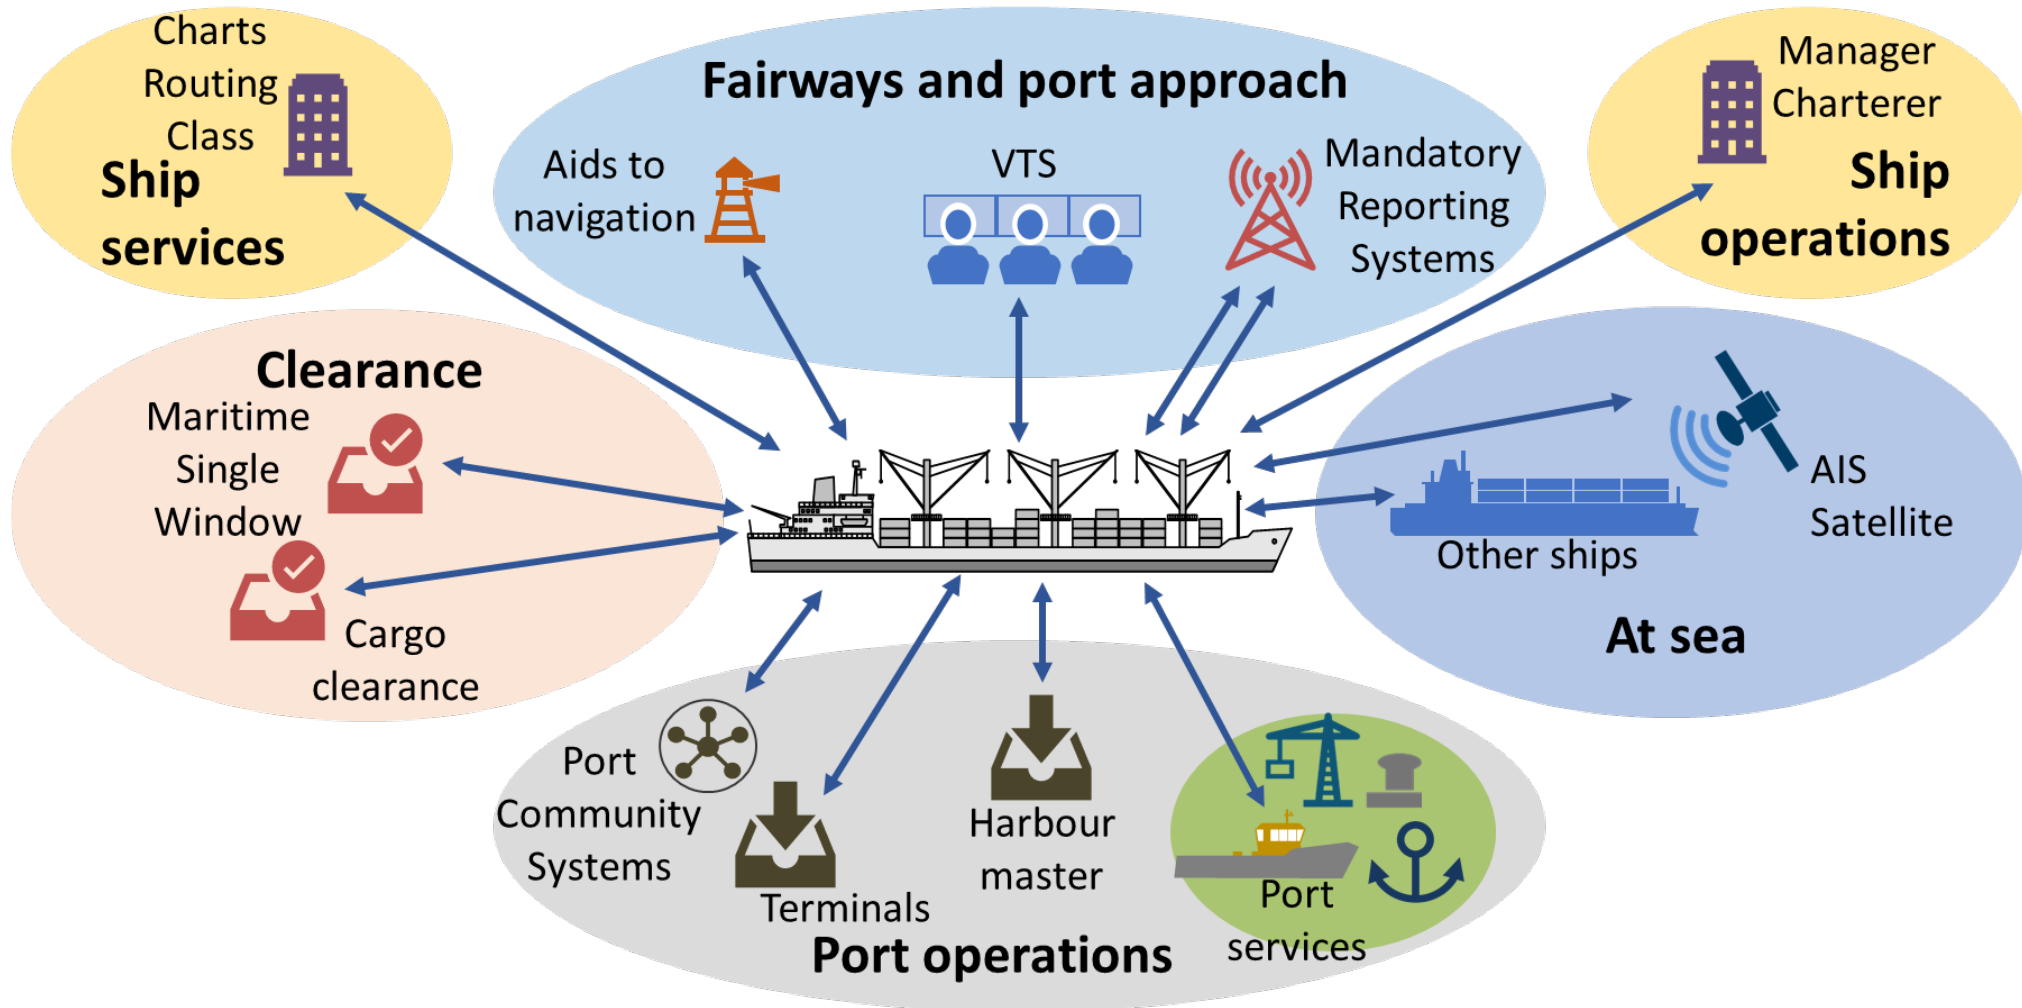 Charts
Routing
Class
Ship
services
Fairways and port approach
Aids to
navigation
VTS
Mandatory
Reporting
Systems
Manager
Charterer
Ship
operations
Clearance
Maritime
Single
Window
Cargo
clearance
AIS
Satellite
Other ships
At sea
Port
Community
Systems
Terminals
Harbour
master
Port
services
Port operations